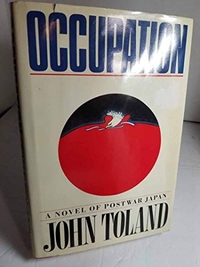 OCCUPATION
A NOVEL OF POSTWAR JAPAN
JOHN TOLAND